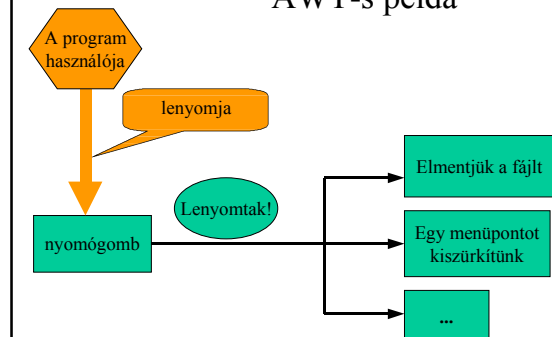 AWT-s példa
A program
használója
lenyomja
Lenyomtak!
nyomógomb
Elmentjük a fájlt
Egy menüpontot
kiszürkítünk
...